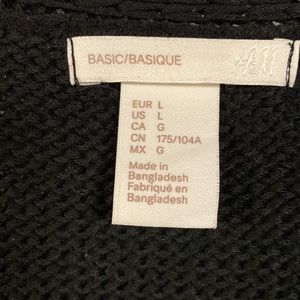 BASIC/BASIQUE
H&M
EUR L
US L
CA G
CN 175/104A
MX G
Made in
Bangladesh
Fabriqué en
Bangladesh